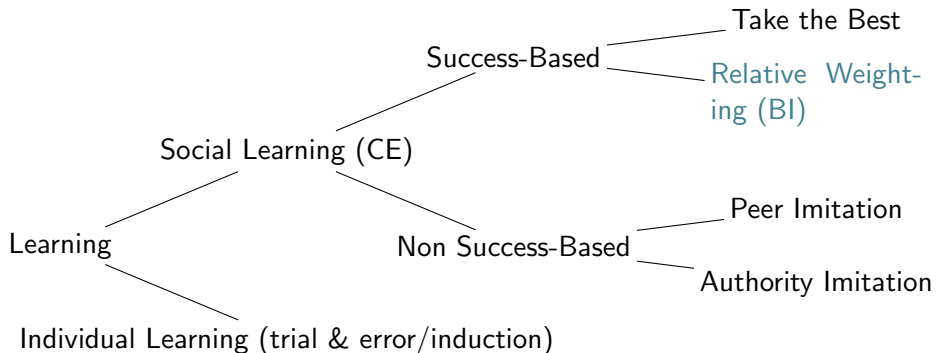 Take the Best
Success-Based
Relative Weight-
ing (BI)
Social Learning (CE)
Peer Imitation
Learning
Non Success-Based
Authority Imitation
Individual Learning (trial & error/induction)